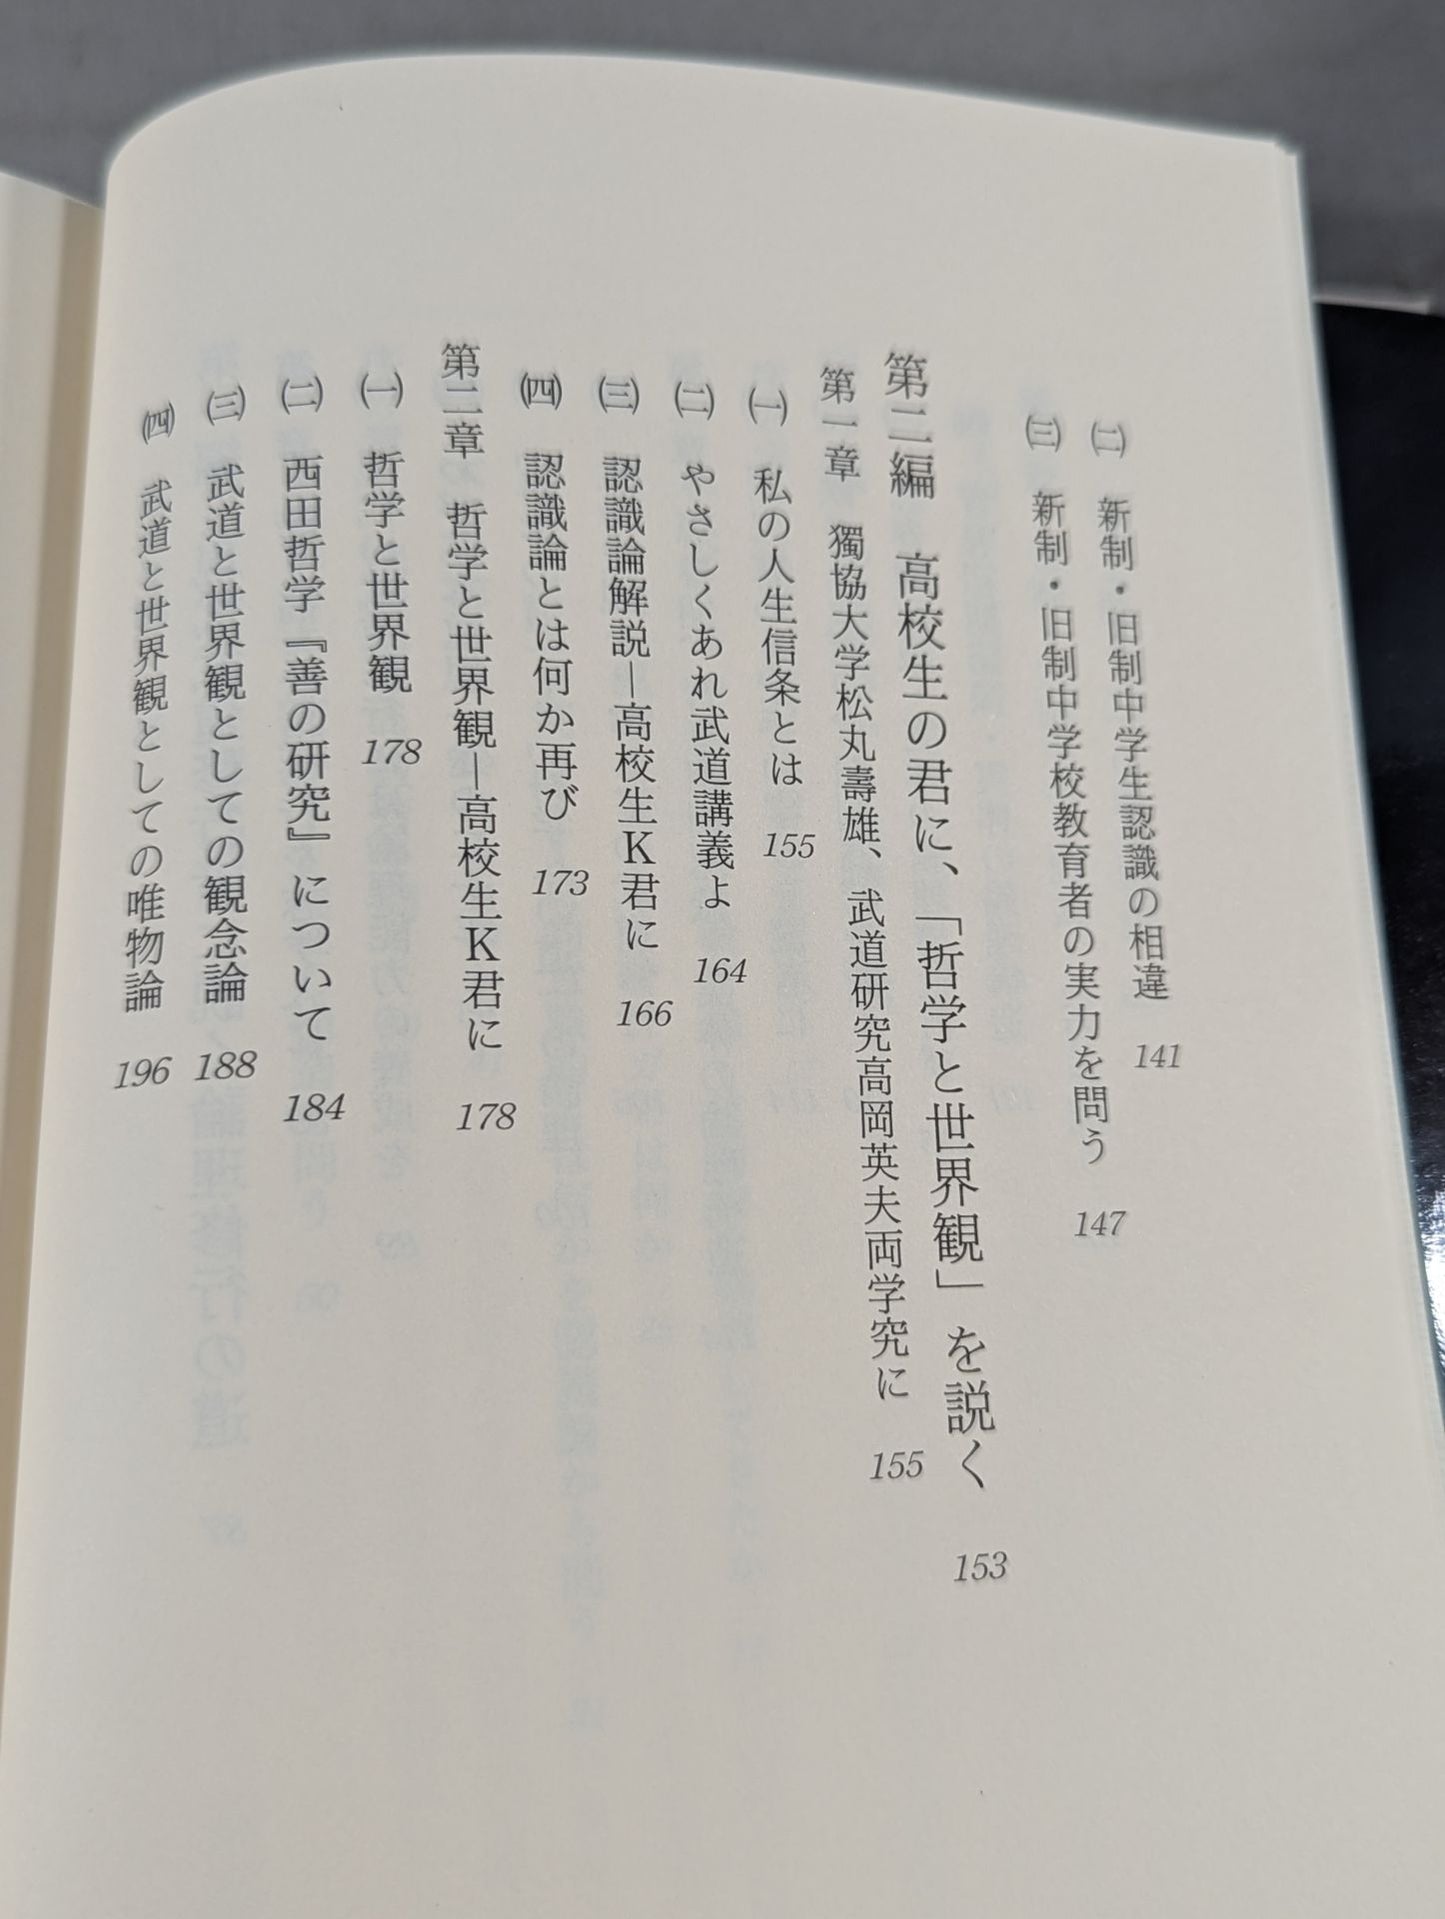 ㈡ 新制・旧制中学生認識の相違 141
㈢ 新制・旧制中学校教育者の実力を問う 147
第二編 高校生の君に、「哲学と世界観」を説く 153
第一章 獨協大学松丸壽雄、武道研究高岡英夫両学究に 155
㈠ 私の人生信条とは 155
㈡ やさしくあれ武道講義よ 164
㈢ 認識論解説―高校生K君に 166
㈣ 認識論とは何か再び 173
第二章 哲学と世界観―高校生K君に 178
㈠ 哲学と世界観 178
㈡ 西田哲学『善の研究』について 184
㈢ 武道と世界観としての観念論 188
㈣ 武道と世界観としての唯物論 196